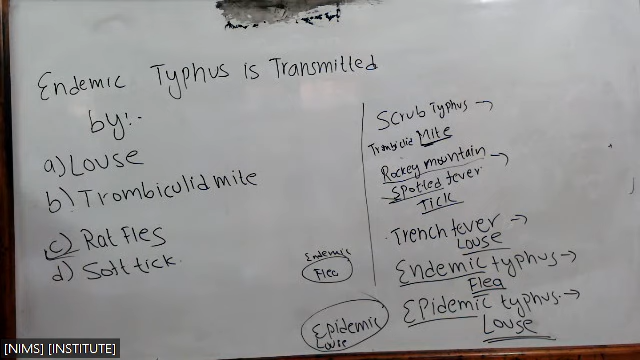 Endemic Typhus is Transmitted
by:-
a) Louse
b) Trombiculid mite
c) Rat Fles
d) Soft tick.
Scrub Typhus →
Trombiculid Mite
Rockey mountain →
Spotled fever
Tick
Trench fever →
Louse
Endemic typhus →
Flea
Epidemic typhus →
Louse
Endemic
Flea
Epidemic
Louse
[NIMS] [INSTITUTE]